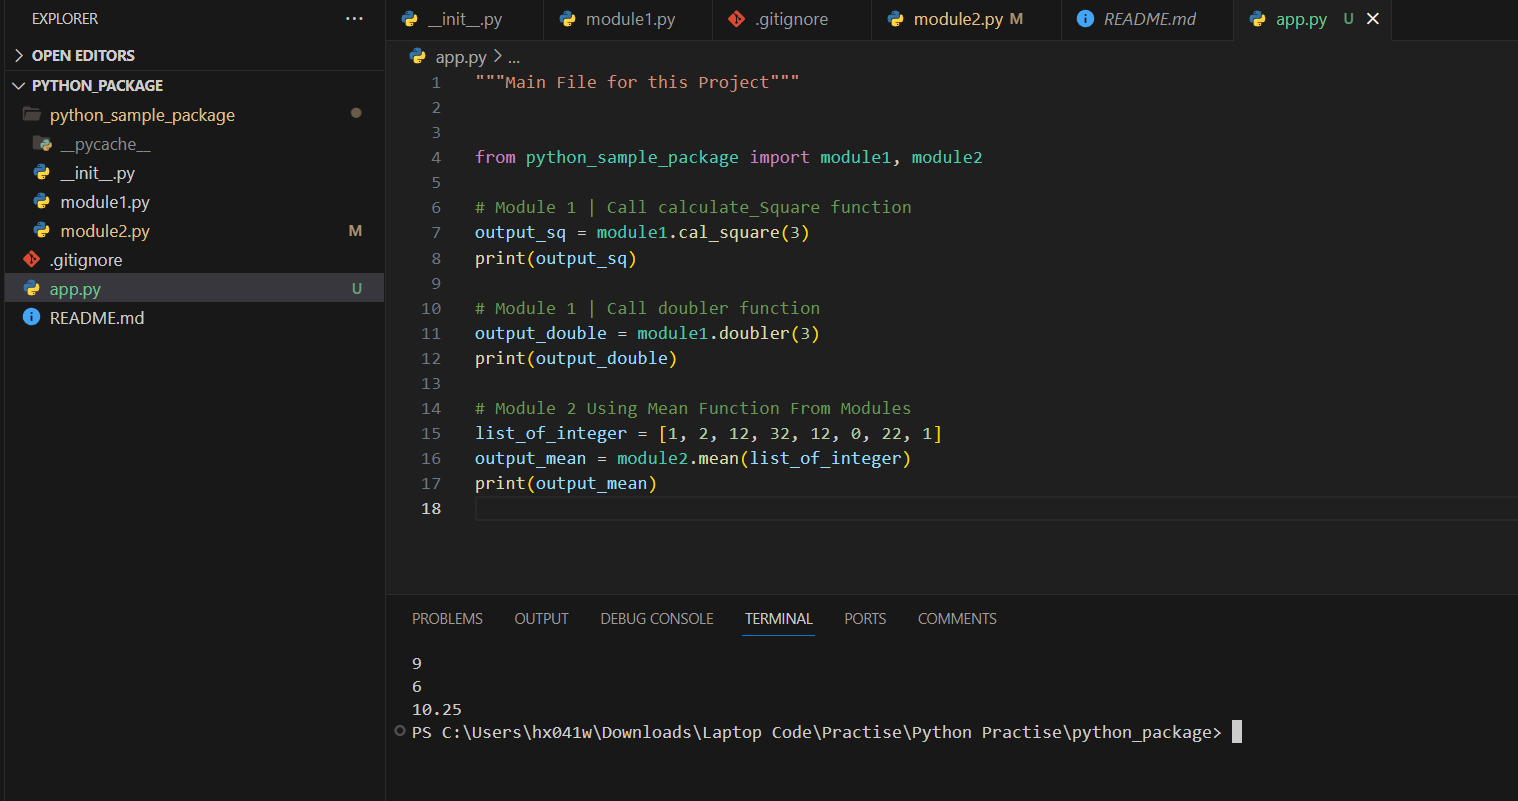 EXPLORER
...
OPEN EDITORS
PYTHON_PACKAGE
python_sample_package
__pycache__
__init__.py
module1.py
module2.py M
.gitignore
app.py U
README.md
__init__.py module1.py .gitignore module2.py M README.md app.py U
app.py > ...
1 """Main File for this Project"""
2
3
4 from python_sample_package import module1, module2
5
6 # Module 1 | Call calculate_Square function
7 output_sq = module1.cal_square(3)
8 print(output_sq)
9
10 # Module 1 | Call doubler function
11 output_double = module1.doubler(3)
12 print(output_double)
13
14 # Module 2 Using Mean Function From Modules
15 list_of_integer = [1, 2, 12, 32, 12, 0, 22, 1]
16 output_mean = module2.mean(list_of_integer)
17 print(output_mean)
18
PROBLEMS OUTPUT DEBUG CONSOLE TERMINAL PORTS COMMENTS
9
6
10.25
PS C:\Users\hx041w\Downloads\Laptop Code\Practise\Python Practise\python_package>